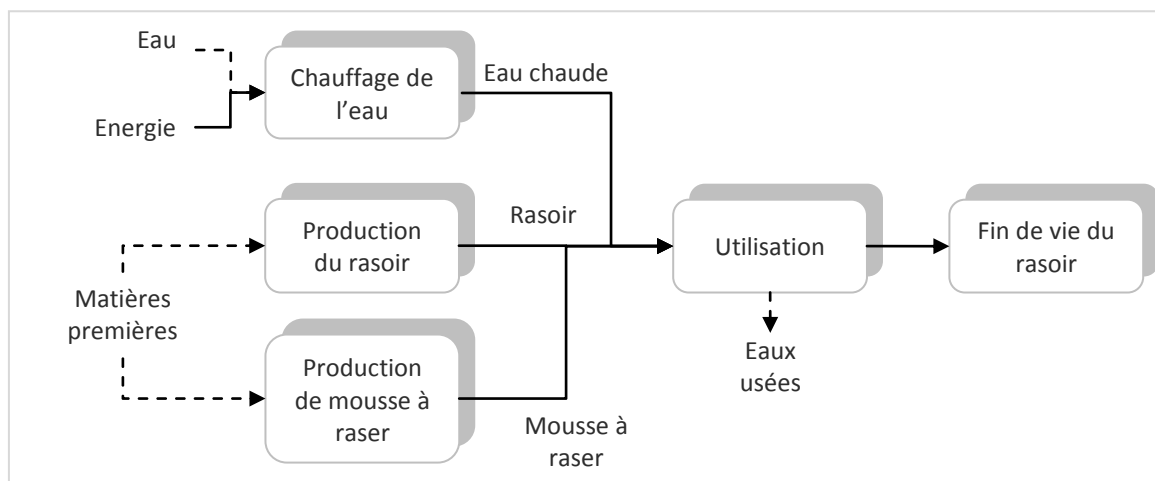 Eau
Energie
Chauffage de
l’eau
Eau chaude
Matières
premières
Production
du rasoir
Rasoir
Production
de mousse à
raser
Mousse à
raser
Utilisation
Eaux
usées
Fin de vie du
rasoir